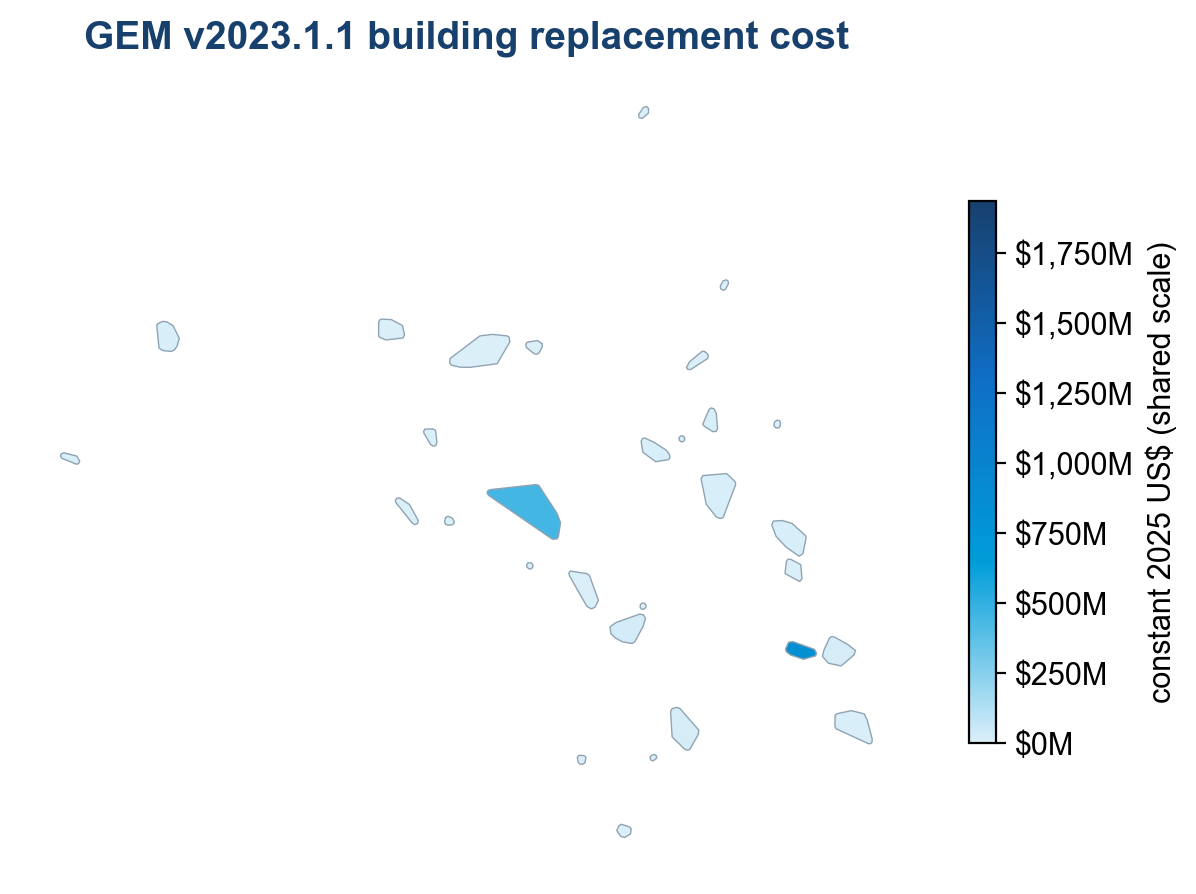 GEM v2023.1.1 building replacement cost
$1,750M
$1,500M
$1,250M
$1,000M
$750M
$500M
$250M
$0M
constant 2025 US$ (shared scale)